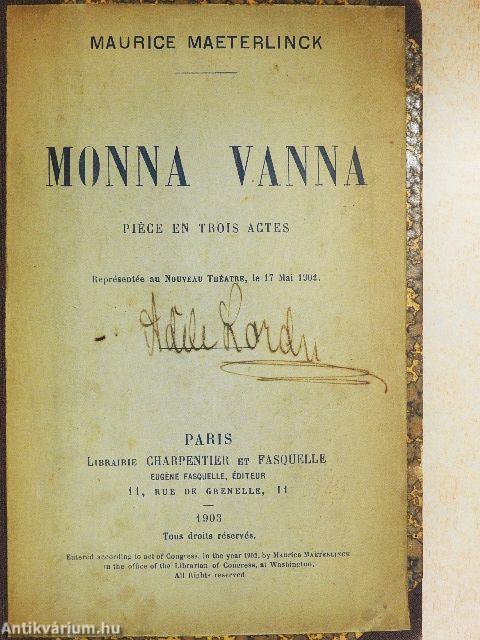 MAURICE MAETERLINCK
MONNA VANNA
PIÈCE EN TROIS ACTES
Représentée au NOUVEAU THÉATRE, le 17 Mai 1902.
Adèle
PARIS
LIBRAIRIE CHARPENTIER ET FASQUELLE
EUGÈNE FASQUELLE, ÉDITEUR
11, RUE DE GRENELLE, 11
1903
Tous droits réservés.
Entered according to act of Congress, in the year 1902, by MAURICE MAETERLINCK
in the office of the Librarian of Congress, at Washington.
All Rights reserved.
Antikvárium.hu